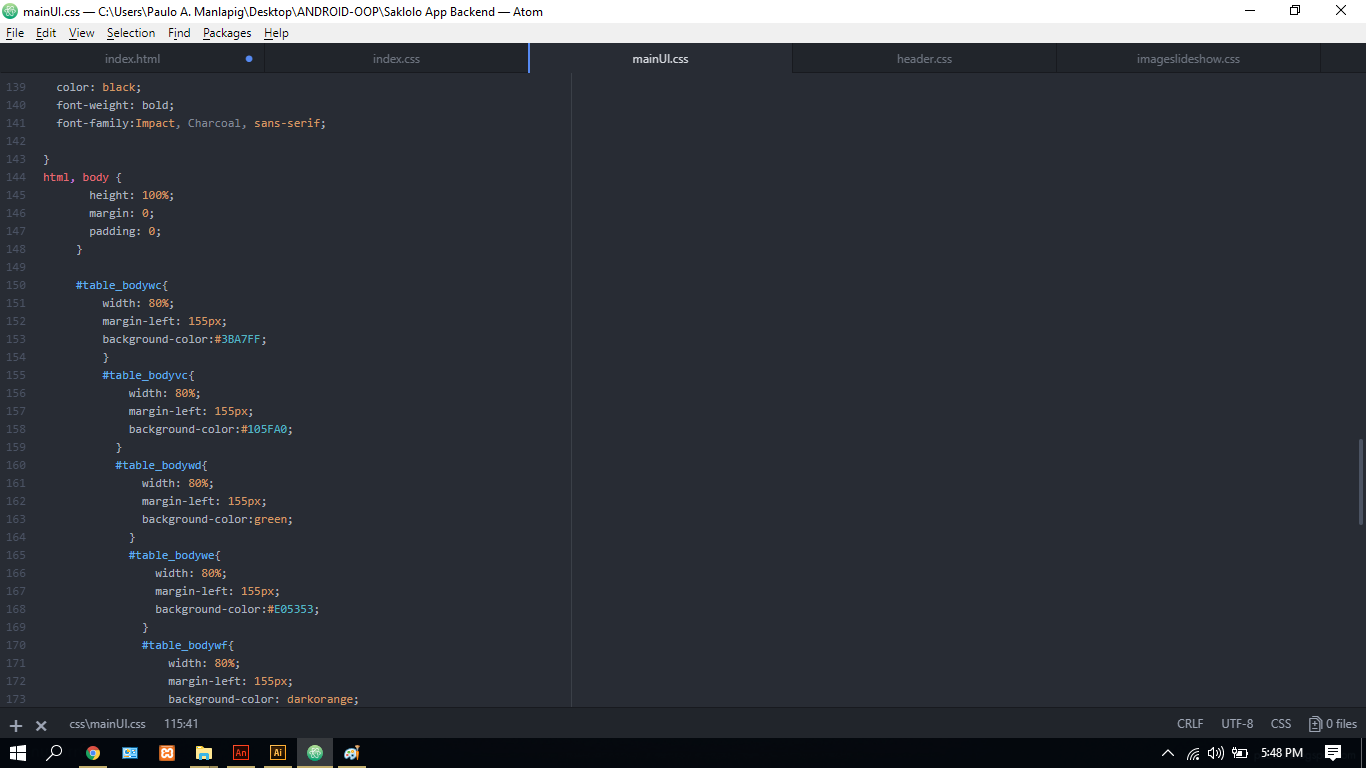 mainUI.css — C:\Users\Paulo A. Manlapig\Desktop\ANDROID-OOP\Saklolo App Backend — Atom
File Edit View Selection Find Packages Help
index.html index.css mainUI.css header.css imageslideshow.css
139 color: black;
140 font-weight: bold;
141 font-family:Impact, Charcoal, sans-serif;
142
143 }
144 html, body {
145 height: 100%;
146 margin: 0;
147 padding: 0;
148 }
149
150 #table_bodywc{
151 width: 80%;
152 margin-left: 155px;
153 background-color:#3BA7FF;
154 }
155 #table_bodyvc{
156 width: 80%;
157 margin-left: 155px;
158 background-color:#105FA0;
159 }
160 #table_bodywd{
161 width: 80%;
162 margin-left: 155px;
163 background-color:green;
164 }
165 #table_bodywe{
166 width: 80%;
167 margin-left: 155px;
168 background-color:#E05353;
169 }
170 #table_bodywf{
171 width: 80%;
172 margin-left: 155px;
173 background-color: darkorange;
css\mainUI.css 115:41 CRLF UTF-8 CSS 0 files
An Ai 5:48 PM